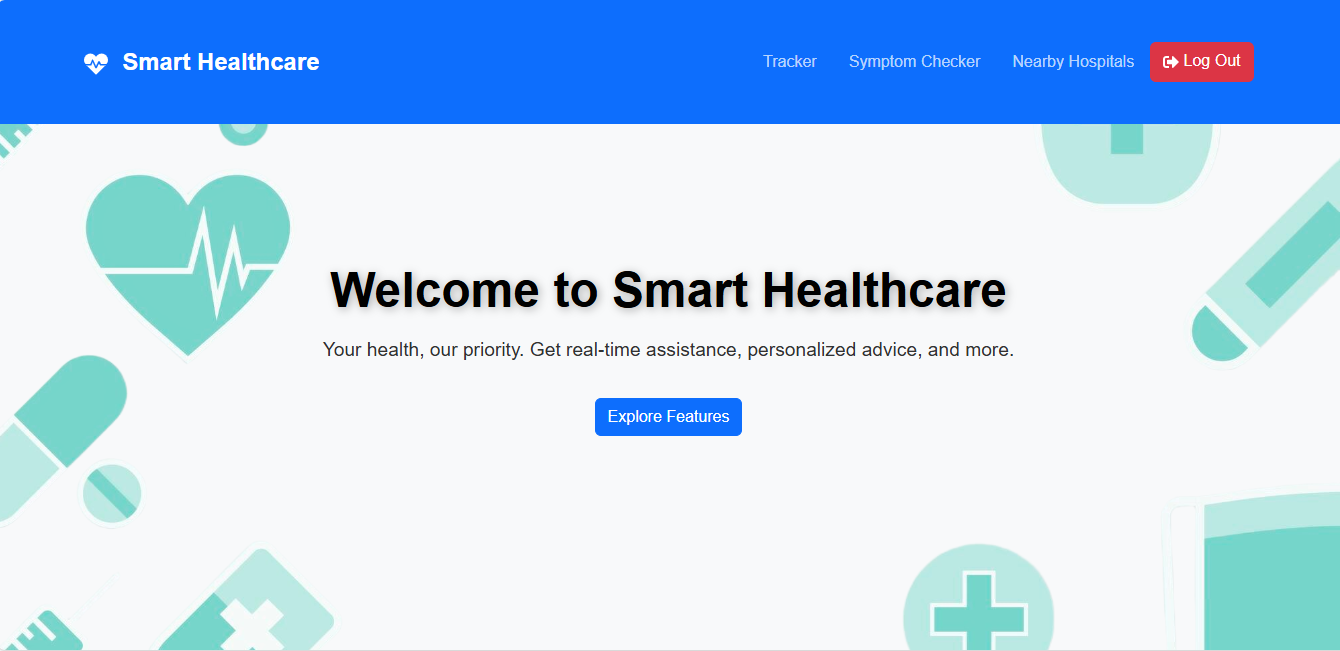 Smart Healthcare
Tracker
Symptom Checker
Nearby Hospitals
Log Out
Welcome to Smart Healthcare
Your health, our priority. Get real-time assistance, personalized advice, and more.
Explore Features